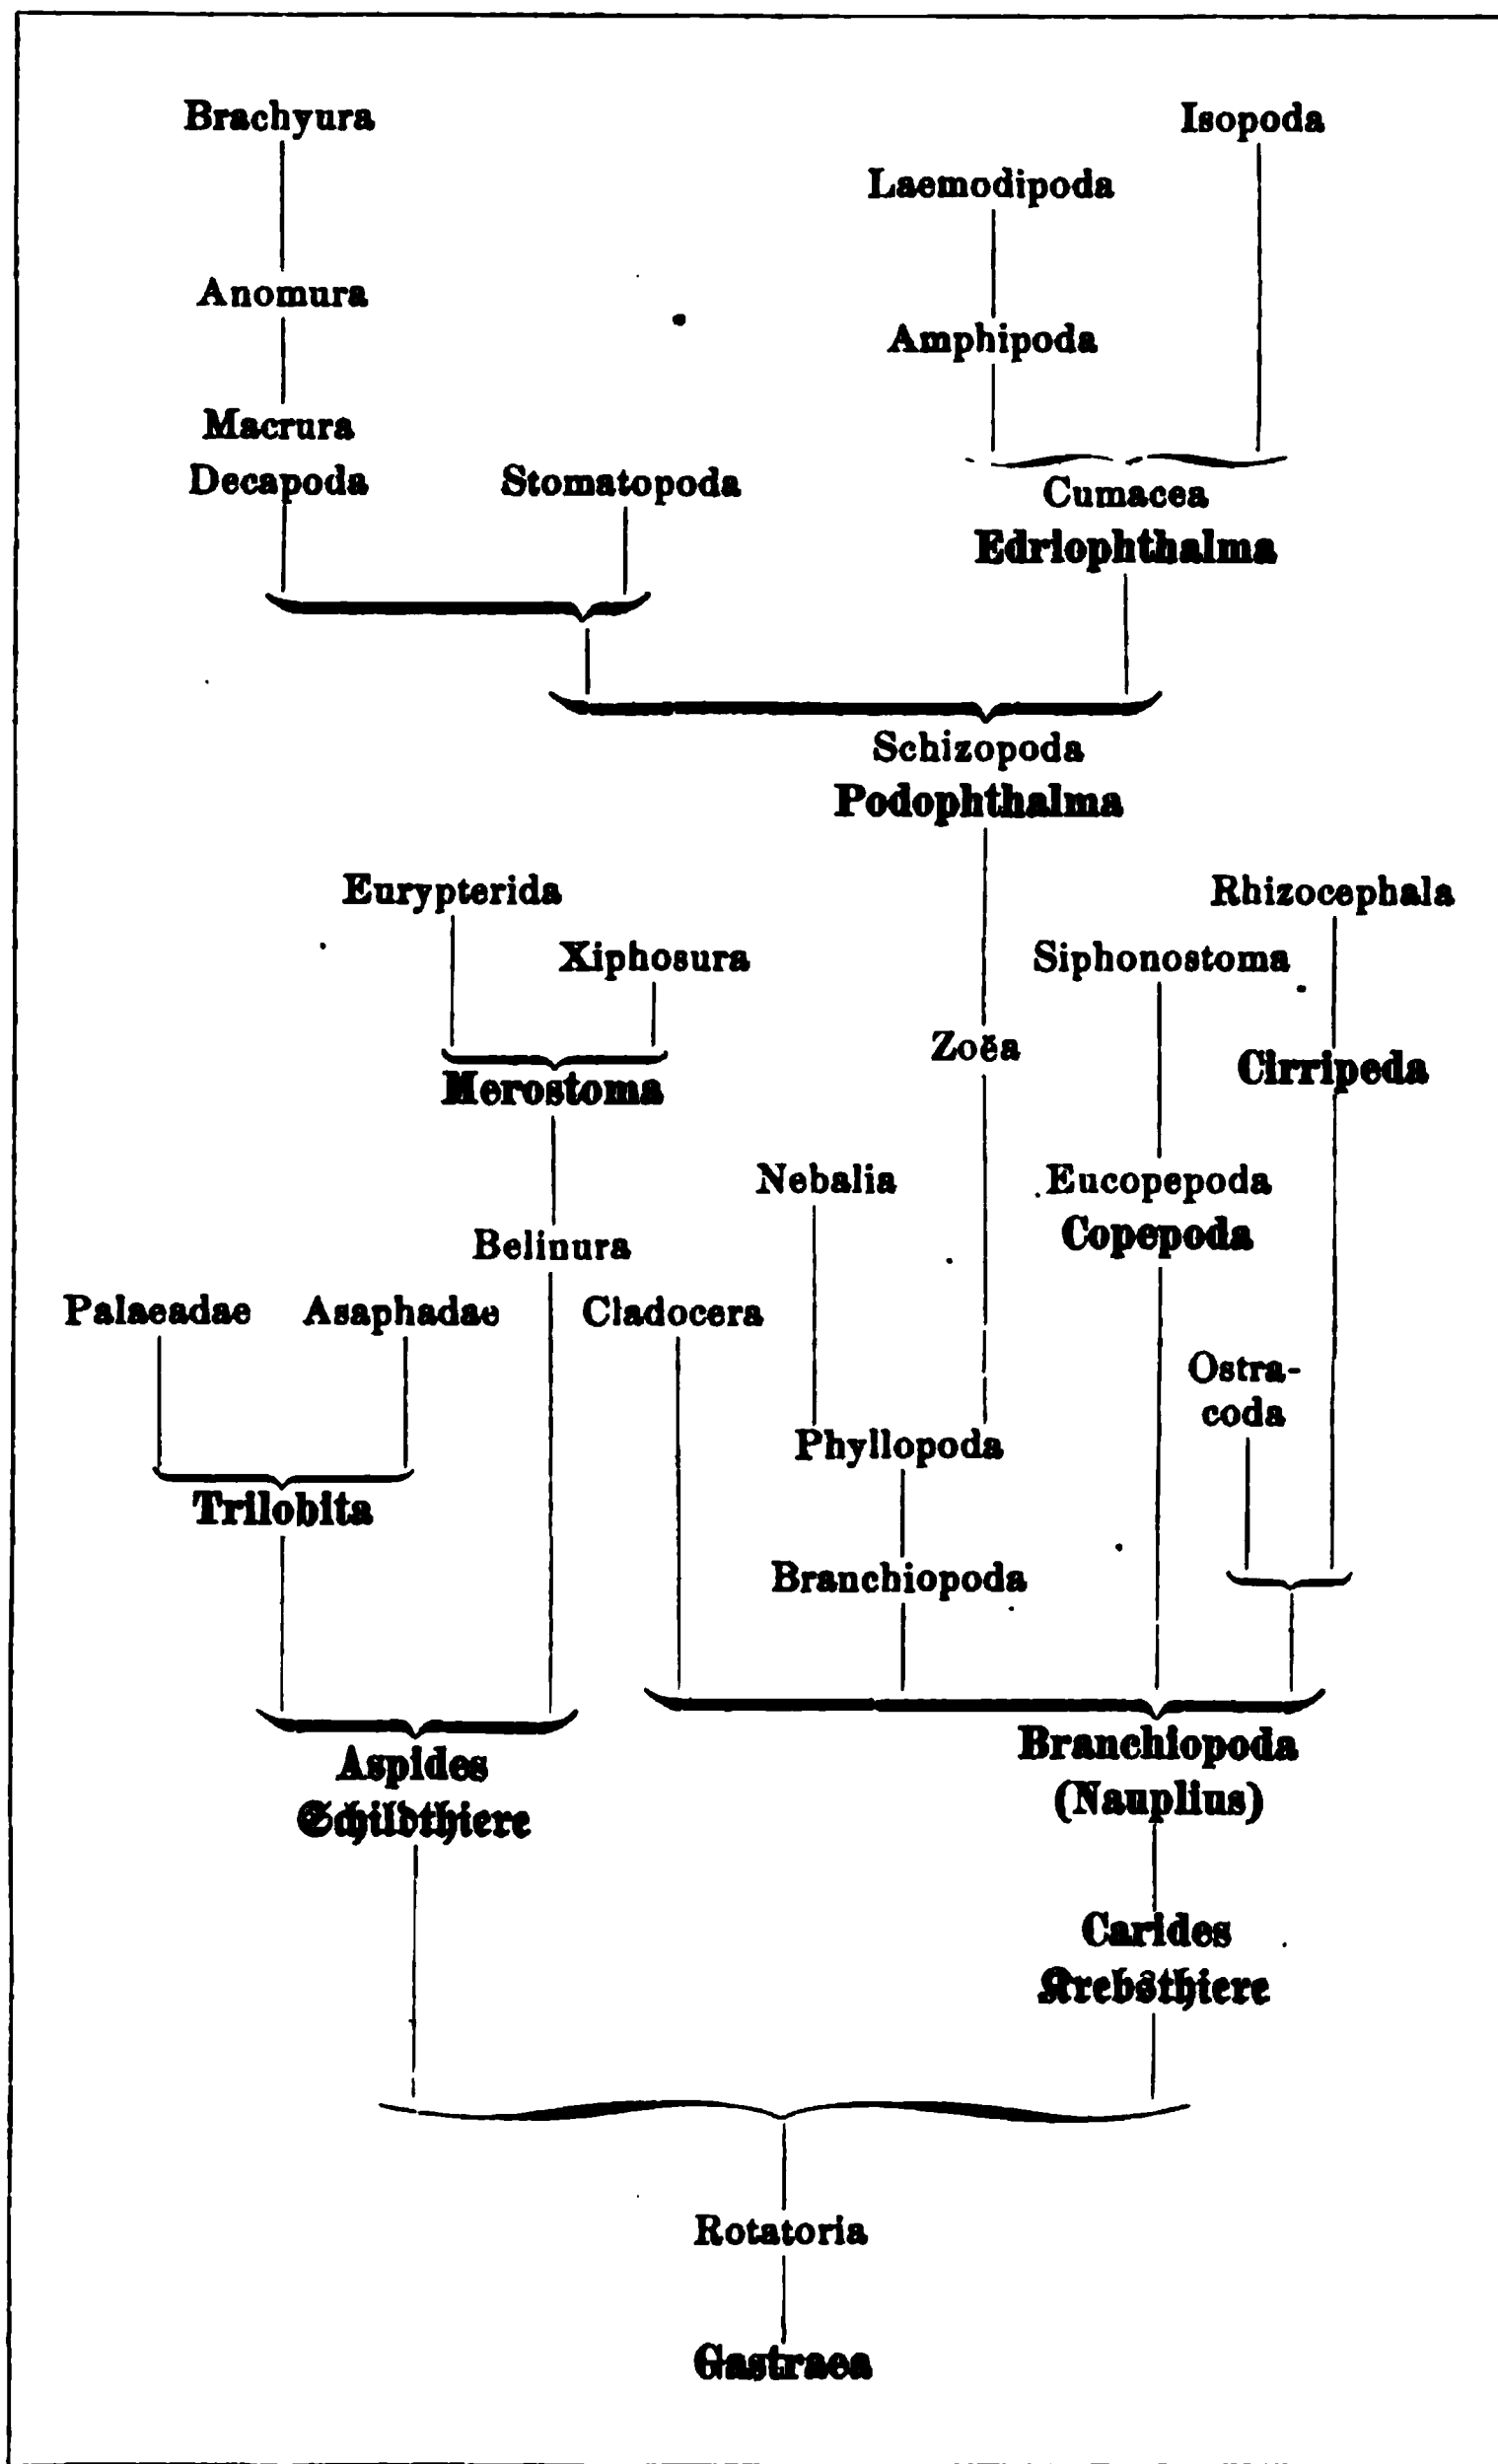 Brachyura
Isopoda
Laemodipoda
Anomura
Amphipoda
Macrura
Decapoda
Stomatopoda
Cumacea
Edriophthalma
Schizopoda
Podophthalma
Eurypterida
Rhizocephala
Xiphosura
Siphonostoma
Zoëa
Cirripeda
Merostoma
Nebalia
Eucopepoda
Copepoda
Belinura
Palaeadae
Asaphadae
Cladocera
Ostra-
coda
Phyllopoda
Trilobita
Branchiopoda
Branchiopoda
(Nauplius)
Aspides
Schildthiere
Carides
Krebsthiere
Rotatoria
Gastraea